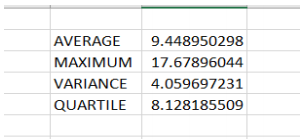 AVERAGE 9.448950298
MAXIMUM 17.67896044
VARIANCE 4.059697231
QUARTILE 8.128185509